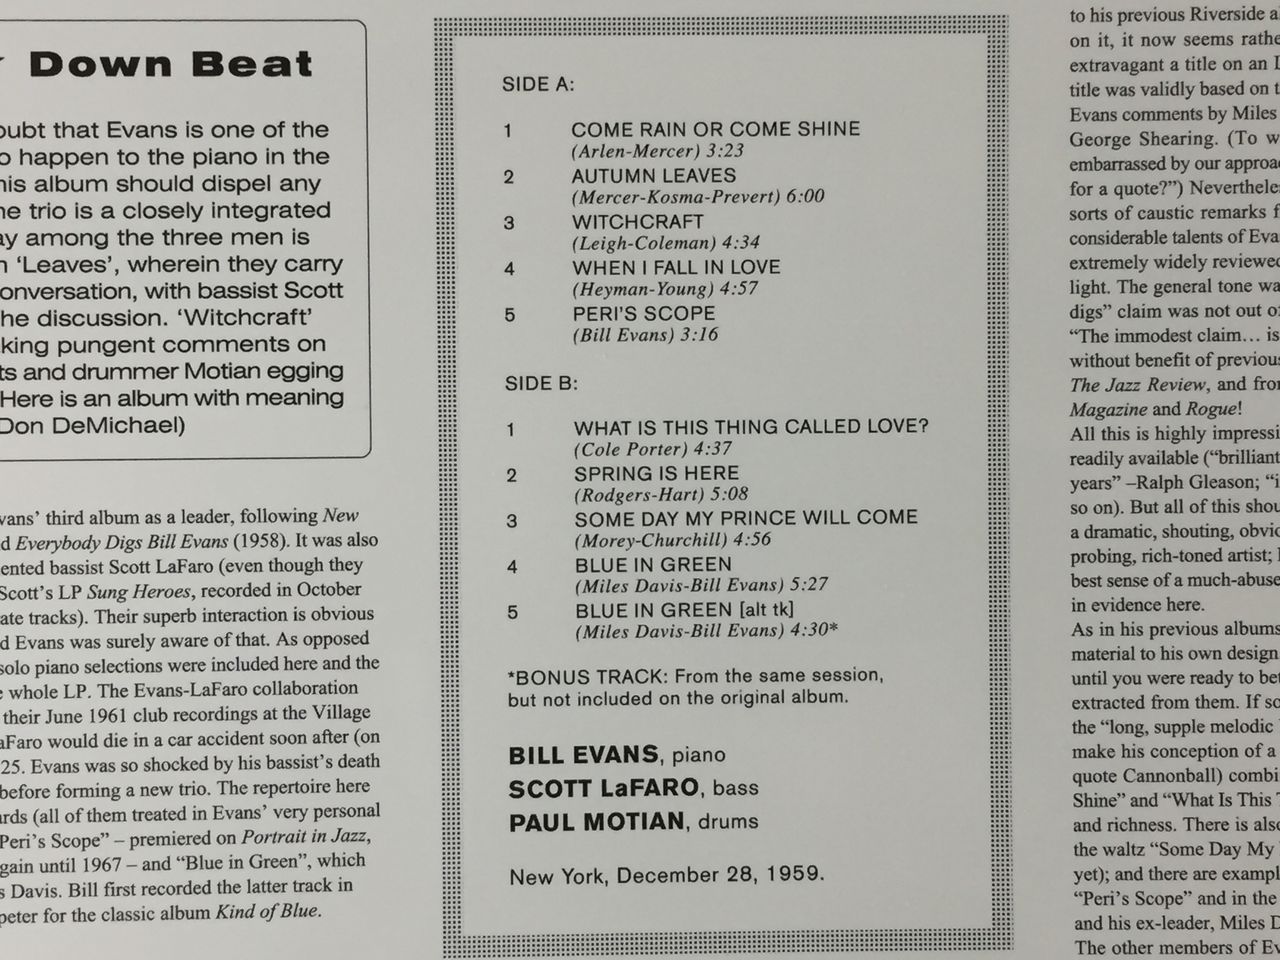 Down Beat
oubt that Evans is one of the
o happen to the piano in the
his album should dispel any
he trio is a closely integrated
ay among the three men is
n ‘Leaves’, wherein they carry
onversation, with bassist Scott
he discussion. ‘Witchcraft’
king pungent comments on
ts and drummer Motian egging
Here is an album with meaning
Don DeMichael)
vans’ third album as a leader, following New
d Everybody Digs Bill Evans (1958). It was also
ented bassist Scott LaFaro (even though they
Scott’s LP Sung Heroes, recorded in October
ate tracks). Their superb interaction is obvious
d Evans was surely aware of that. As opposed
solo piano selections were included here and the
e whole LP. The Evans-LaFaro collaboration
their June 1961 club recordings at the Village
aFaro would die in a car accident soon after (on
25. Evans was so shocked by his bassist’s death
before forming a new trio. The repertoire here
ards (all of them treated in Evans’ very personal
Peri’s Scope” – premiered on Portrait in Jazz,
gain until 1967 – and “Blue in Green”, which
s Davis. Bill first recorded the latter track in
peter for the classic album Kind of Blue.
SIDE A:
1 COME RAIN OR COME SHINE
(Arlen-Mercer) 3:23
2 AUTUMN LEAVES
(Mercer-Kosma-Prevert) 6:00
3 WITCHCRAFT
(Leigh-Coleman) 4:34
4 WHEN I FALL IN LOVE
(Heyman-Young) 4:57
5 PERI’S SCOPE
(Bill Evans) 3:16
SIDE B:
1 WHAT IS THIS THING CALLED LOVE?
(Cole Porter) 4:37
2 SPRING IS HERE
(Rodgers-Hart) 5:08
3 SOME DAY MY PRINCE WILL COME
(Morey-Churchill) 4:56
4 BLUE IN GREEN
(Miles Davis-Bill Evans) 5:27
5 BLUE IN GREEN [alt tk]
(Miles Davis-Bill Evans) 4:30*
*BONUS TRACK: From the same session,
but not included on the original album.
BILL EVANS, piano
SCOTT LaFARO, bass
PAUL MOTIAN, drums
New York, December 28, 1959.
to his previous Riverside a
on it, it now seems rathe
extravagant a title on an
title was validly based on t
Evans comments by Miles
George Shearing. (To w
embarrassed by our approa
for a quote?”) Nevertheles
sorts of caustic remarks f
considerable talents of Eva
extremely widely reviewed
light. The general tone wa
digs” claim was not out of
“The immodest claim… is
without benefit of previous
The Jazz Review, and from
Magazine and Rogue!
All this is highly impressi
readily available (“brilliant
years” –Ralph Gleason; “i
so on). But all of this shou
a dramatic, shouting, obvio
probing, rich-toned artist;
best sense of a much-abuse
in evidence here.
As in his previous albums
material to his own design
until you were ready to bet
extracted from them. If so
the “long, supple melodic
make his conception of a
quote Cannonball) combi
Shine” and “What Is This T
and richness. There is also
the waltz “Some Day My
yet); and there are exampl
“Peri’s Scope” and in the
and his ex-leader, Miles D
The other members of Ev